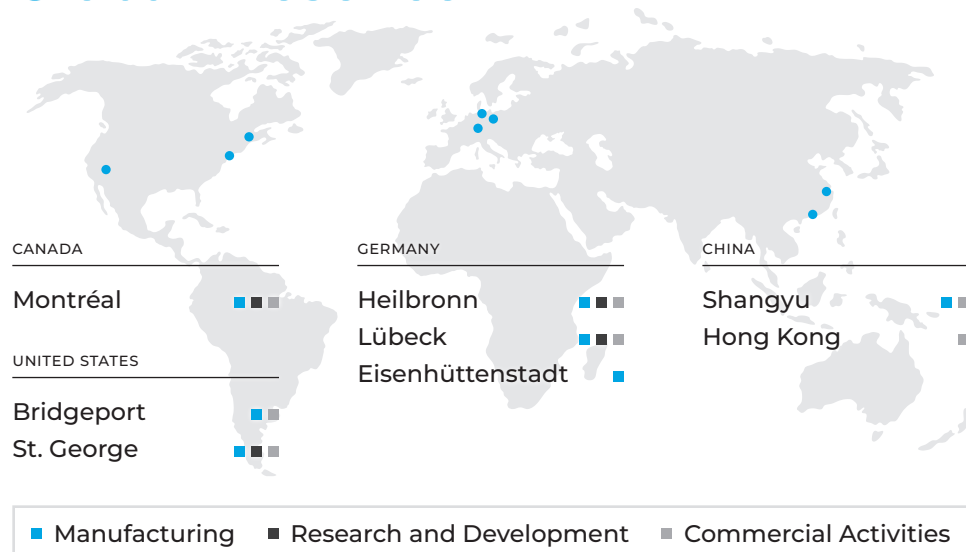 CANADA
Montréal
UNITED STATES
Bridgeport
St. George
GERMANY
Heilbronn
Lübeck
Eisenhüttenstadt
CHINA
Shangyu
Hong Kong
Manufacturing Research and Development Commercial Activities